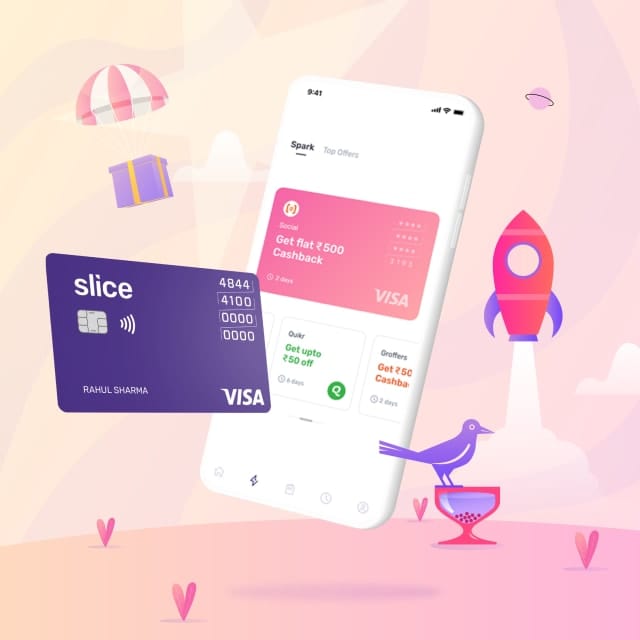 9:41
Spark
Top Offers
Social
Get flat ₹500
Cashback
2 days
VISA
slice
4844
4100
0000
0000
RAHUL SHARMA
VISA
Quikr
Get upto
₹50 off
6 days
Q
Groffers
Get ₹50
Cashba
2 days